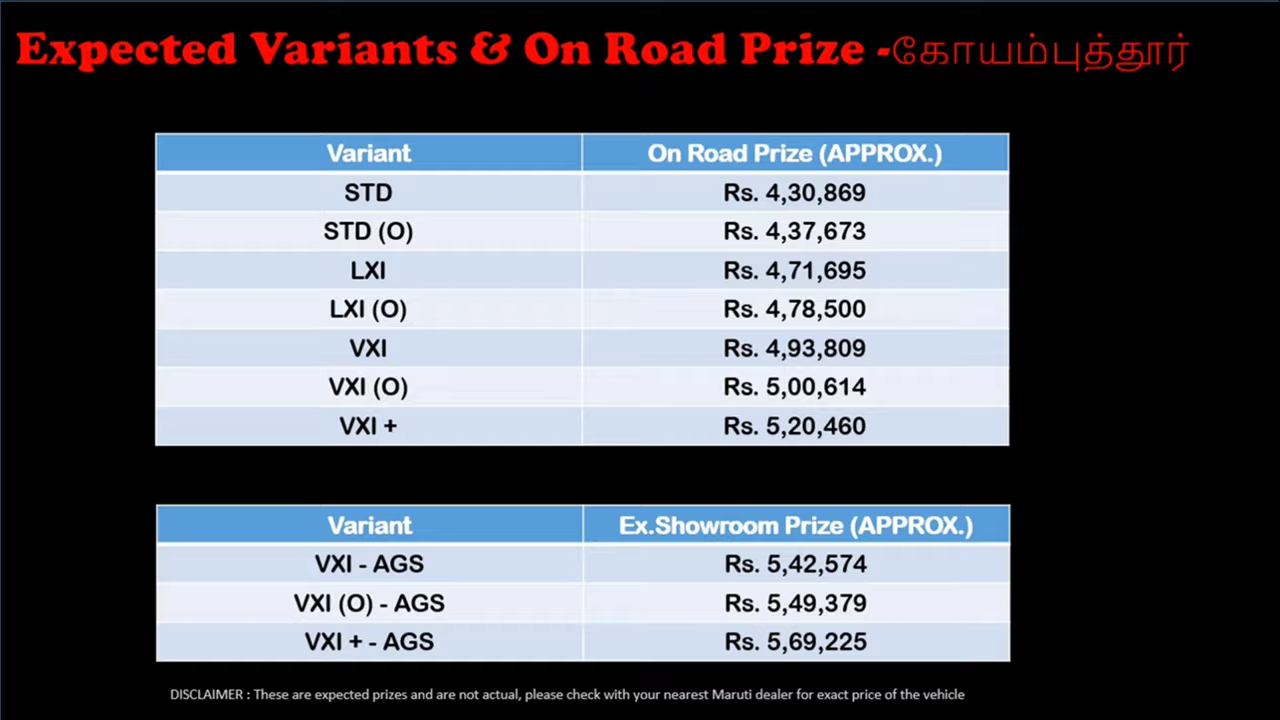 Expected Variants & On Road Prize -கோயம்புத்தூர்
Variant On Road Prize (APPROX.)
STD Rs. 4,30,869
STD (O) Rs. 4,37,673
LXI Rs. 4,71,695
LXI (O) Rs. 4,78,500
VXI Rs. 4,93,809
VXI (O) Rs. 5,00,614
VXI + Rs. 5,20,460
Variant Ex.Showroom Prize (APPROX.)
VXI - AGS Rs. 5,42,574
VXI (O) - AGS Rs. 5,49,379
VXI + - AGS Rs. 5,69,225
DISCLAIMER : These are expected prizes and are not actual, please check with your nearest Maruti dealer for exact price of the vehicle